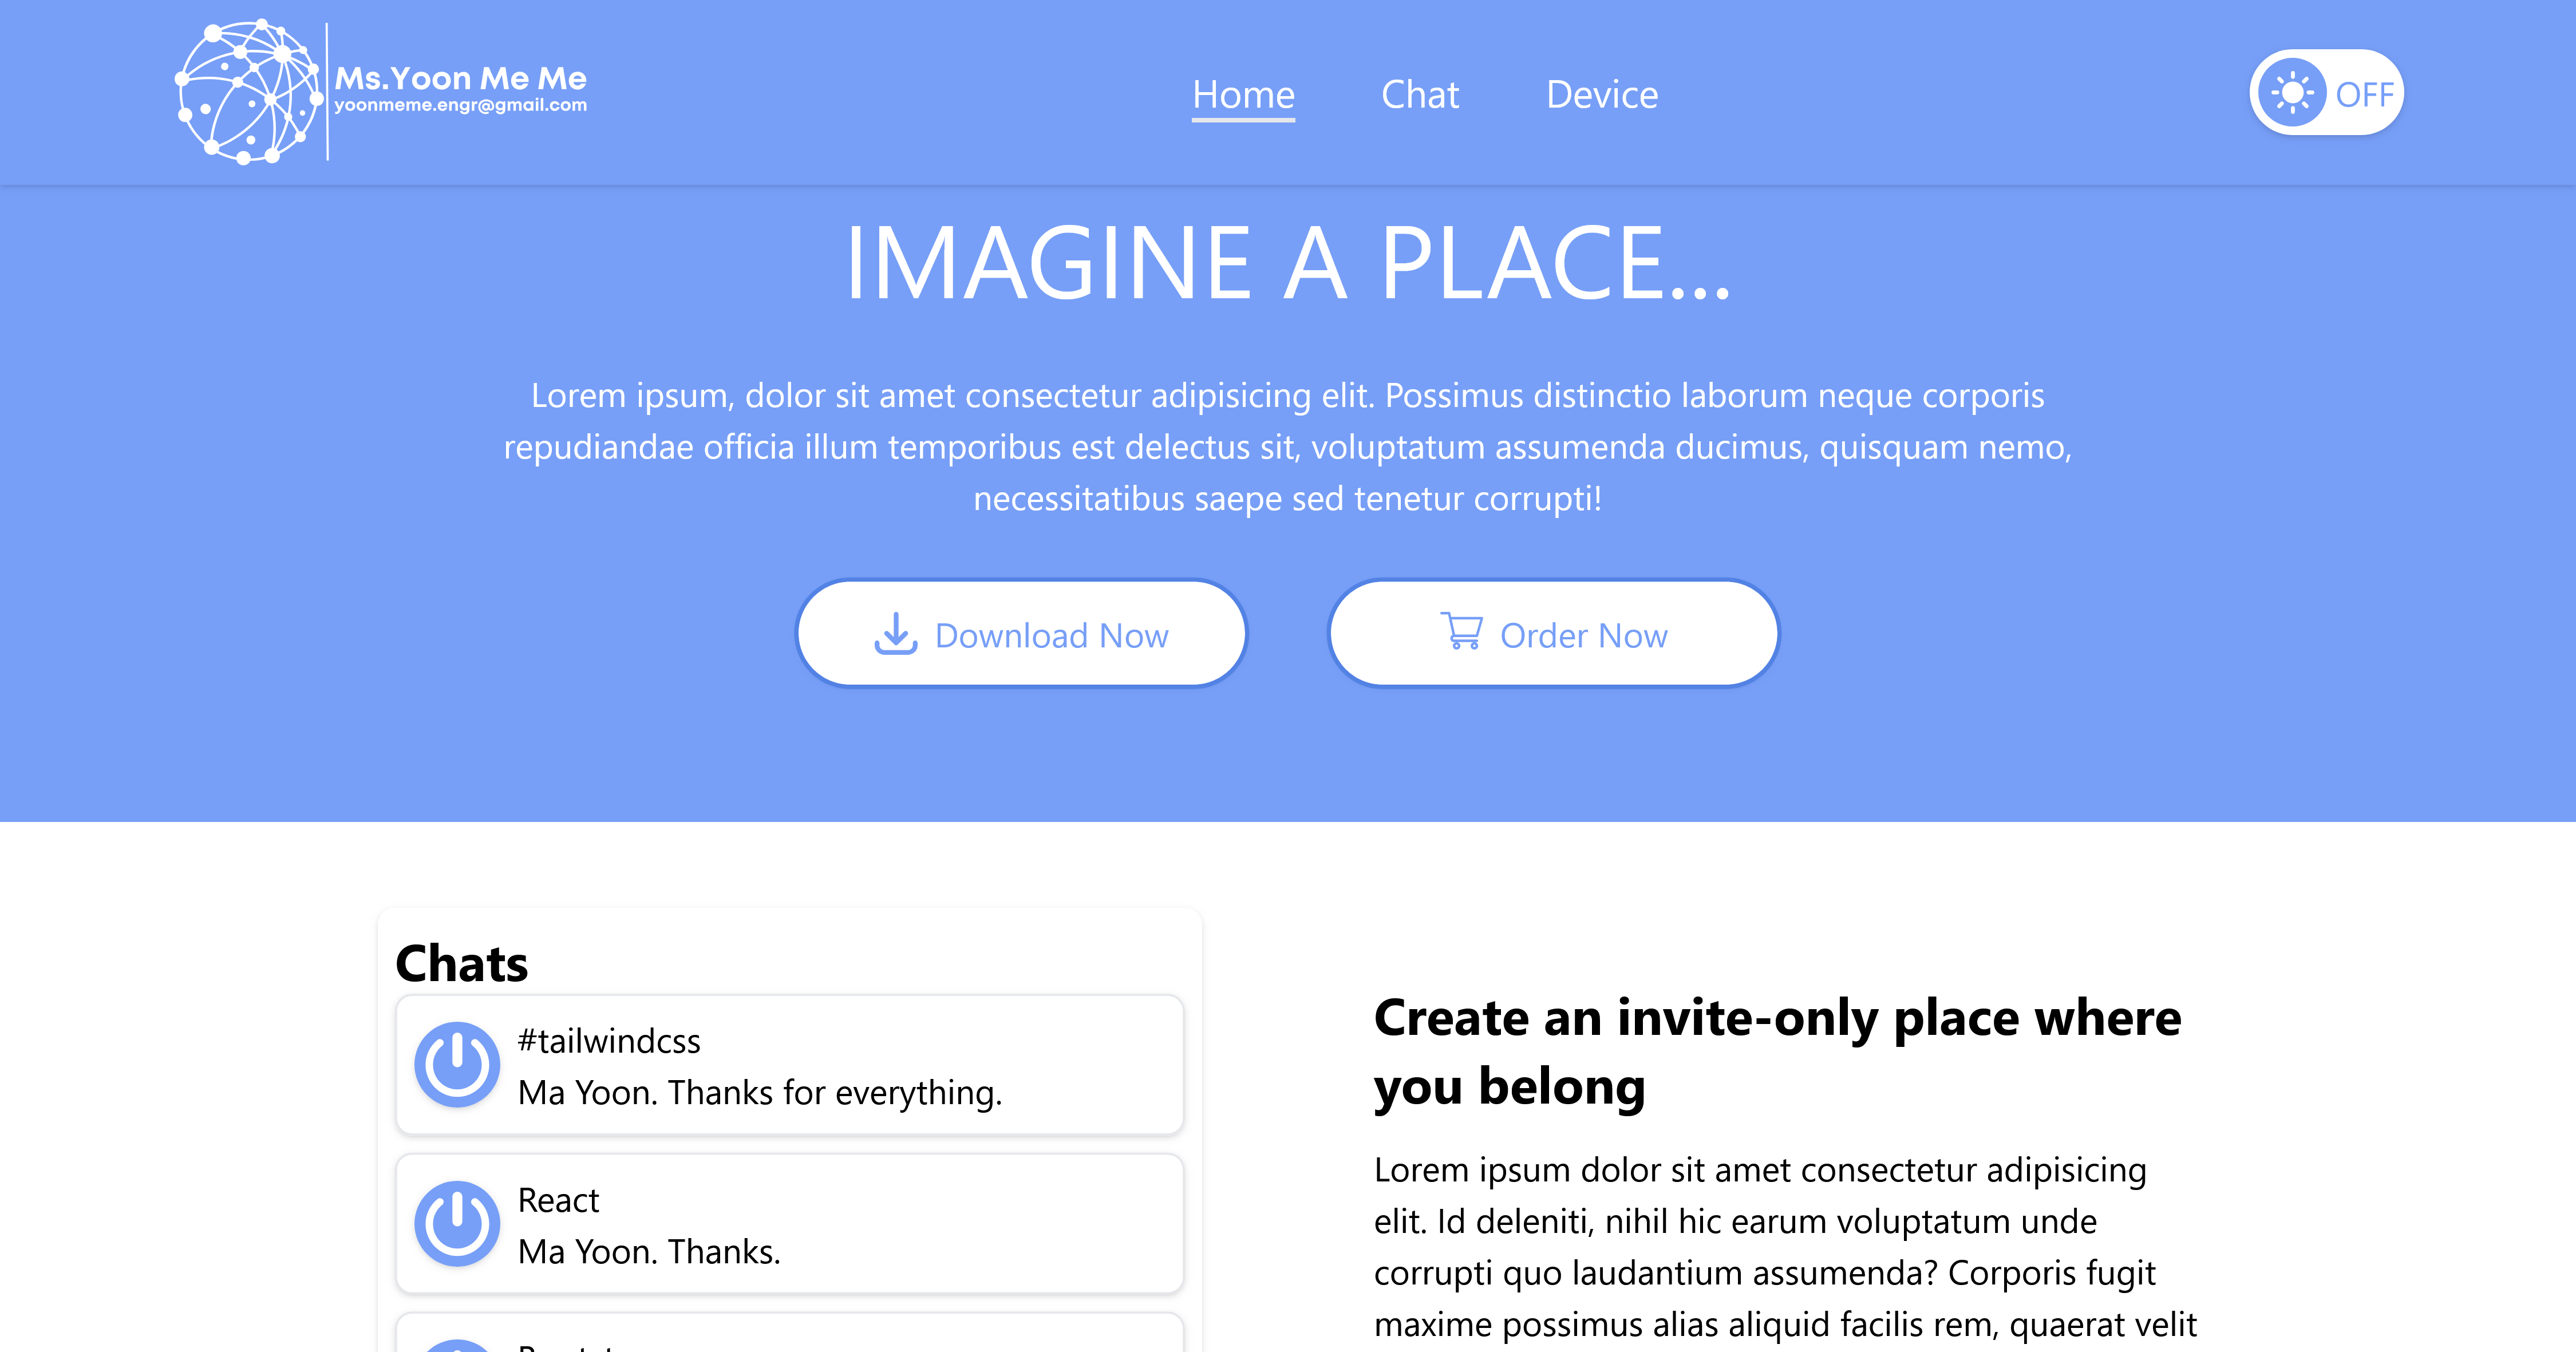 Ms.Yoon Me Me
yoonmeme.engr@gmail.com
Home
Chat
Device
OFF
IMAGINE A PLACE...
Lorem ipsum, dolor sit amet consectetur adipisicing elit. Possimus distinctio laborum neque corporis
repudiandae officia illum temporibus est delectus sit, voluptatum assumenda ducimus, quisquam nemo,
necessitatibus saepe sed tenetur corrupti!
Download Now
Order Now
Chats
#tailwindcss
Ma Yoon. Thanks for everything.
React
Ma Yoon. Thanks.
Create an invite-only place where
you belong
Lorem ipsum dolor sit amet consectetur adipisicing
elit. Id deleniti, nihil hic earum voluptatum unde
corrupti quo laudantium assumenda? Corporis fugit
maxime possimus alias aliquid facilis rem, quaerat velit